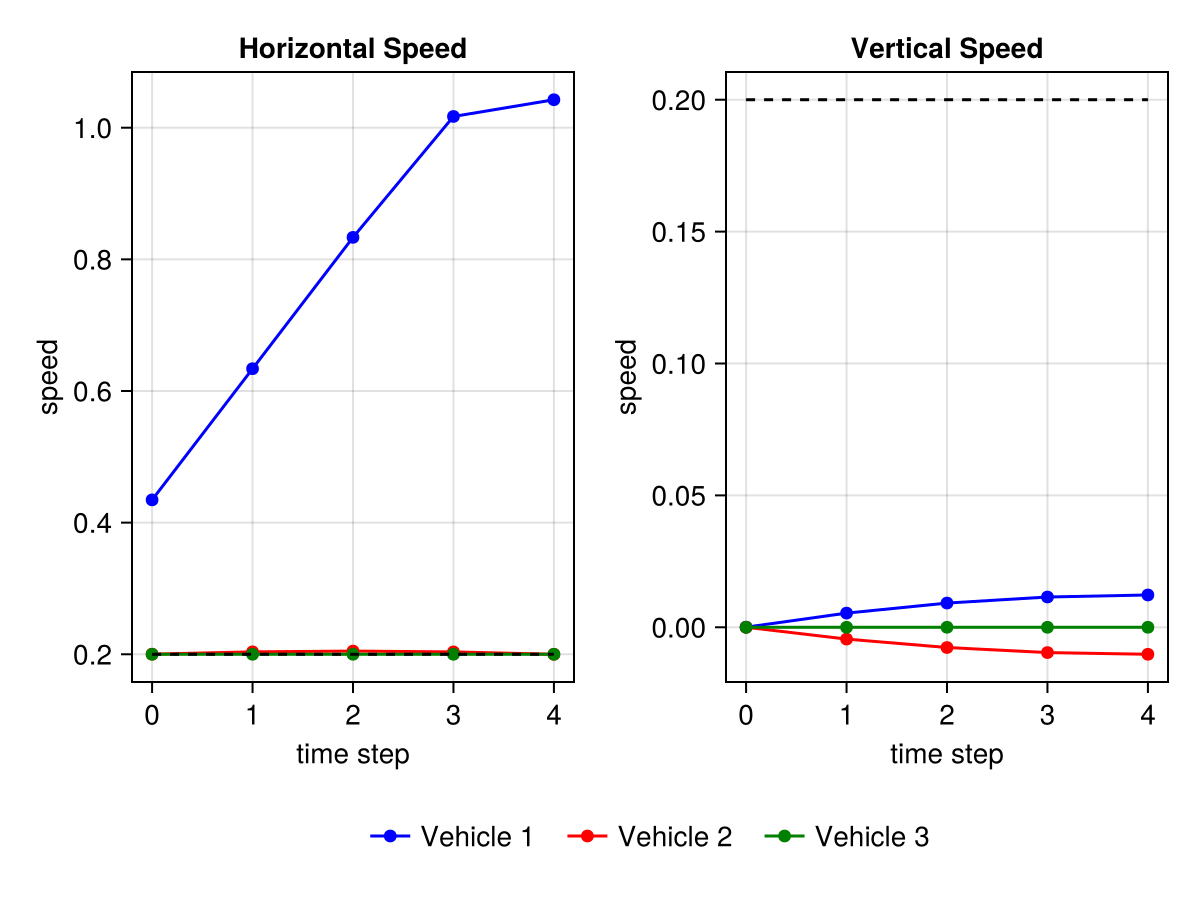 Horizontal Speed
1.0
0.8
0.6
0.4
0.2
speed
0 1 2 3 4
time step
Vertical Speed
0.20
0.15
0.10
0.05
0.00
speed
0 1 2 3 4
time step
Vehicle 1 Vehicle 2 Vehicle 3